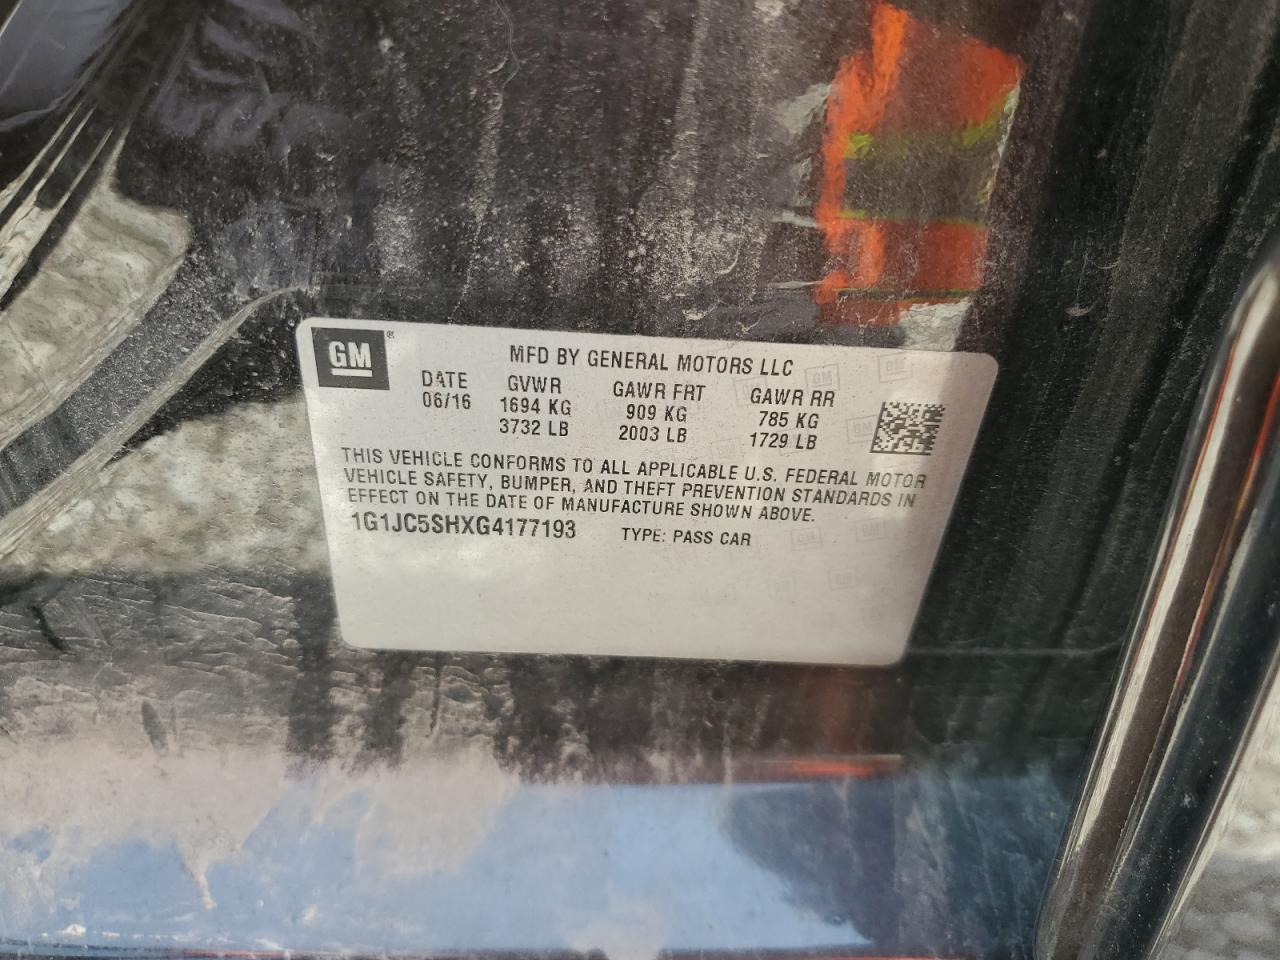 GM®
MFD BY GENERAL MOTORS LLC
DATE GVWR GAWR FRT GAWR RR
06/16 1694 KG 909 KG 785 KG
3732 LB 2003 LB 1729 LB
THIS VEHICLE CONFORMS TO ALL APPLICABLE U.S. FEDERAL MOTOR
VEHICLE SAFETY, BUMPER, AND THEFT PREVENTION STANDARDS IN
EFFECT ON THE DATE OF MANUFACTURE SHOWN ABOVE.
1G1JC5SHXG4177193 TYPE: PASS CAR